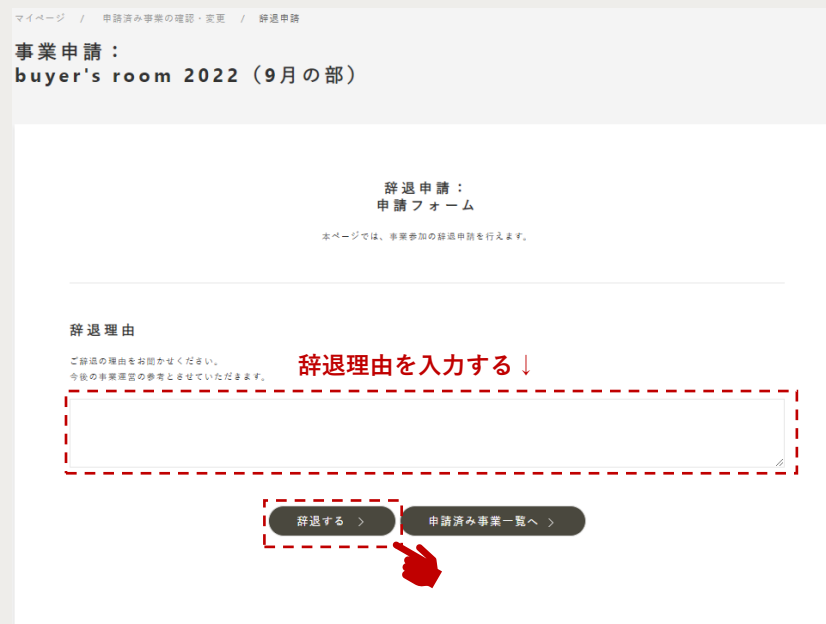 マイページ / 申請済み事業の確認・変更 / 辞退申請
事業申請：
buyer's room 2022（9月の部）
辞退申請：
申請フォーム
本ページでは、事業参加の辞退申請を行えます。
辞退理由
ご辞退の理由をお聞かせください。
今後の事業運営の参考とさせていただきます。
辞退理由を入力する↓
辞退する >
申請済み事業一覧へ >